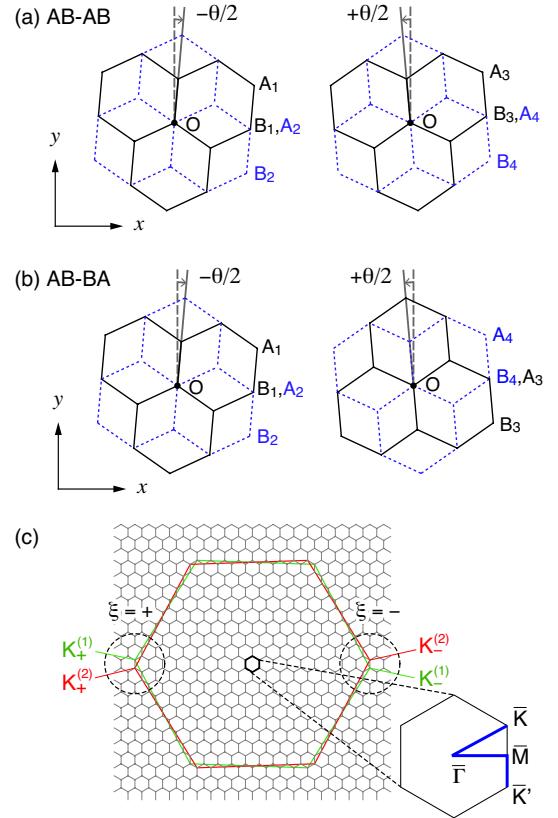 (a) AB-AB
−θ/2
+θ/2
A₁
A₃
O
B₁,A₂
O
B₃,A₄
B₂
B₄
y
x
(b) AB-BA
−θ/2
+θ/2
A₁
A₄
O
B₁,A₂
O
B₄,A₃
B₂
B₃
y
x
(c)
ξ = +
ξ = −
K₊⁽¹⁾
K₋⁽²⁾
K₊⁽²⁾
K₋⁽¹⁾
K̅
M̅
Γ̅
K̅'